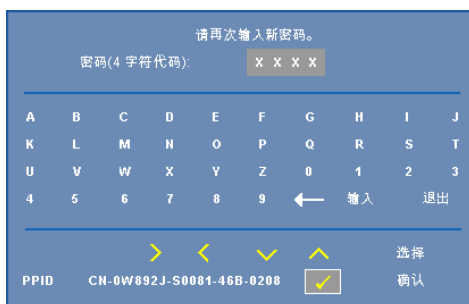 请再次输入新密码。
密码(4 字符代码): X X X X
A B C D E F G H I J
K L M N O P Q R S T
U V W X Y Z 0 1 2 3
4 5 6 7 8 9 ← 输入 退出
选择
PPID CN-0W892J-S0081-46B-0208 确认